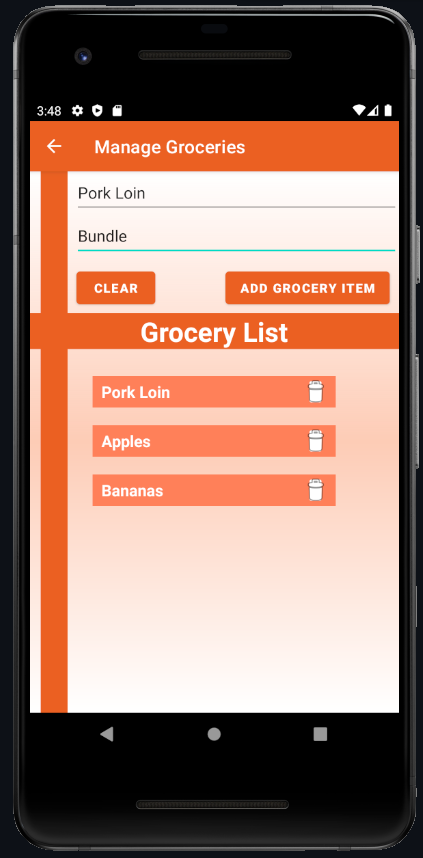 3:48
Manage Groceries
Pork Loin
Bundle
CLEAR ADD GROCERY ITEM
Grocery List
Pork Loin
Apples
Bananas